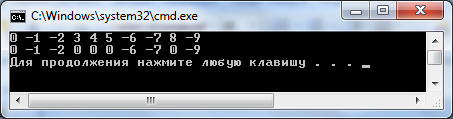 C:\Windows\system32\cmd.exe
0 -1 -2 3 4 5 -6 -7 8 -9
0 -1 -2 0 0 0 -6 -7 0 -9
Для продолжения нажмите любую клавишу . . .